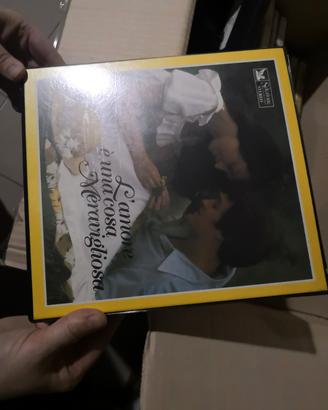 L'amore
è una cosa
Meravigliosa